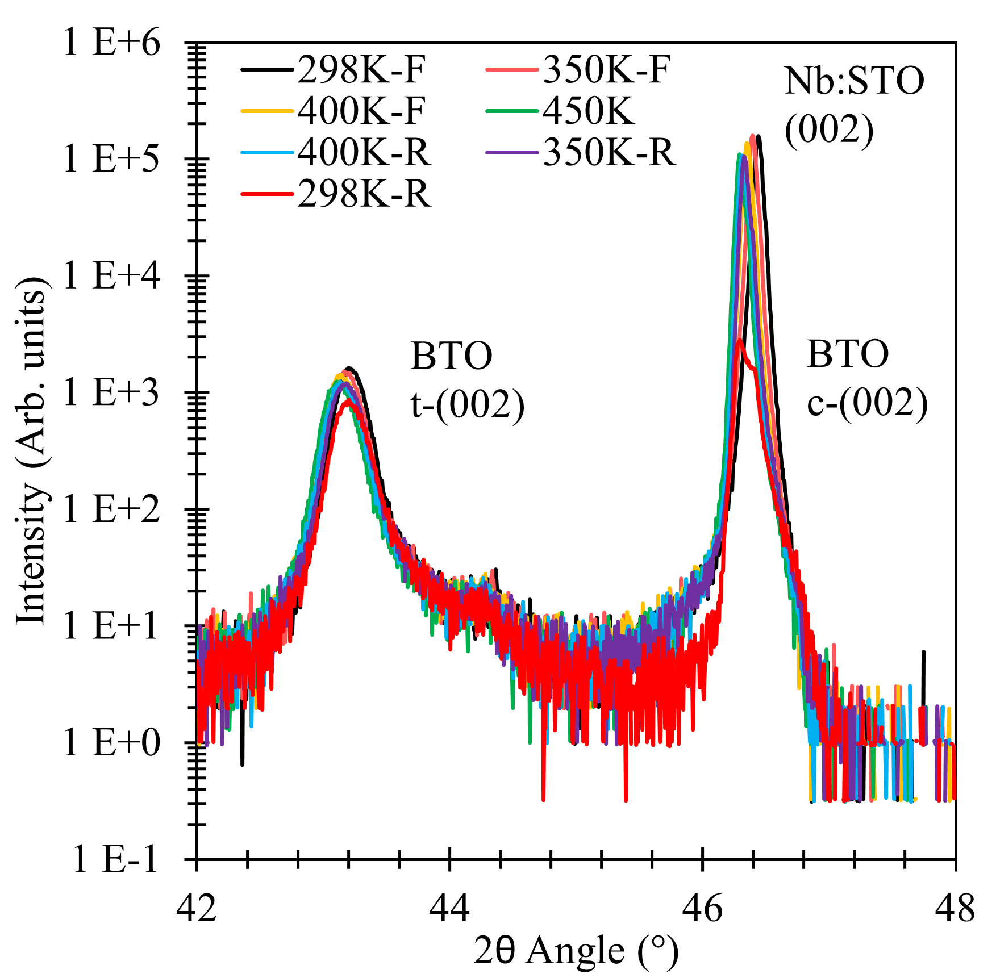 1 E+6
1 E+5
1 E+4
1 E+3
1 E+2
1 E+1
1 E+0
1 E-1
Intensity (Arb. units)
298K-F
350K-F
400K-F
450K
400K-R
350K-R
298K-R
Nb:STO
(002)
BTO
t-(002)
BTO
c-(002)
42
44
46
48
2θ Angle (°)